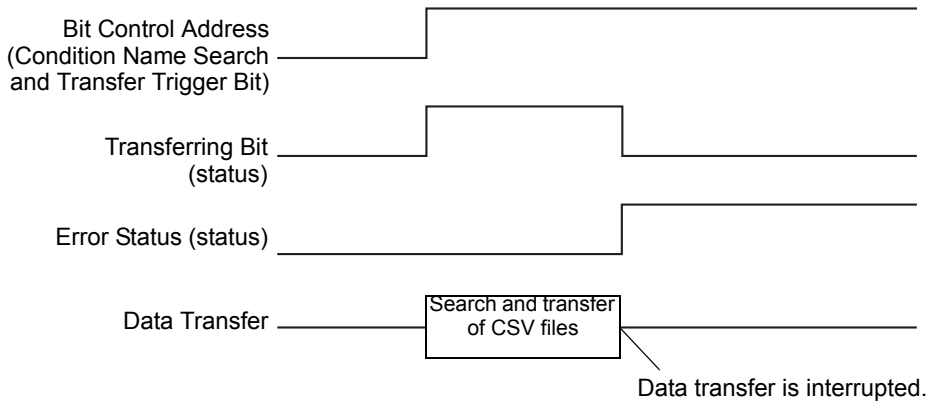 Bit Control Address
(Condition Name Search
and Transfer Trigger Bit)
Transferring Bit
(status)
Error Status (status)
Data Transfer
Search and transfer
of CSV files
Data transfer is interrupted.